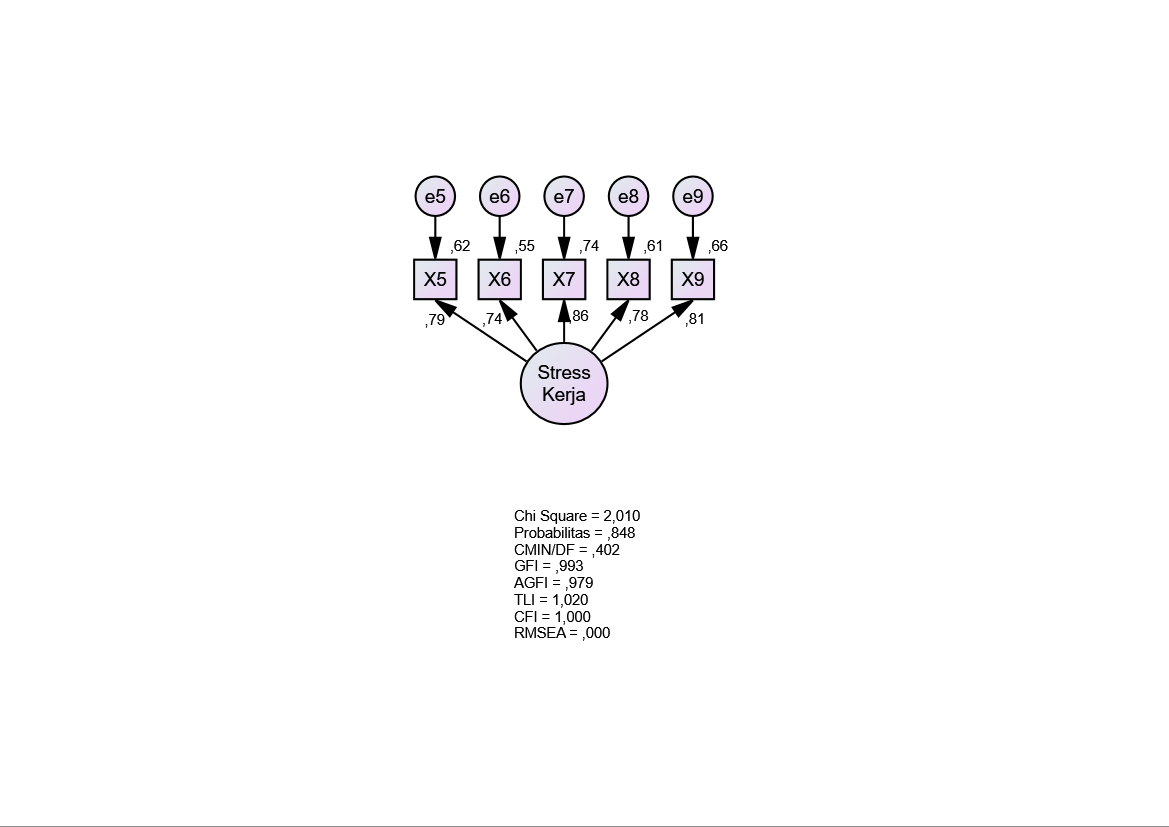 e5 e6 e7 e8 e9
,62 ,55 ,74 ,61 ,66
X5 X6 X7 X8 X9
,79 ,74 ,86 ,78 ,81
Stress
Kerja
Chi Square = 2,010
Probabilitas = ,848
CMIN/DF = ,402
GFI = ,993
AGFI = ,979
TLI = 1,020
CFI = 1,000
RMSEA = ,000